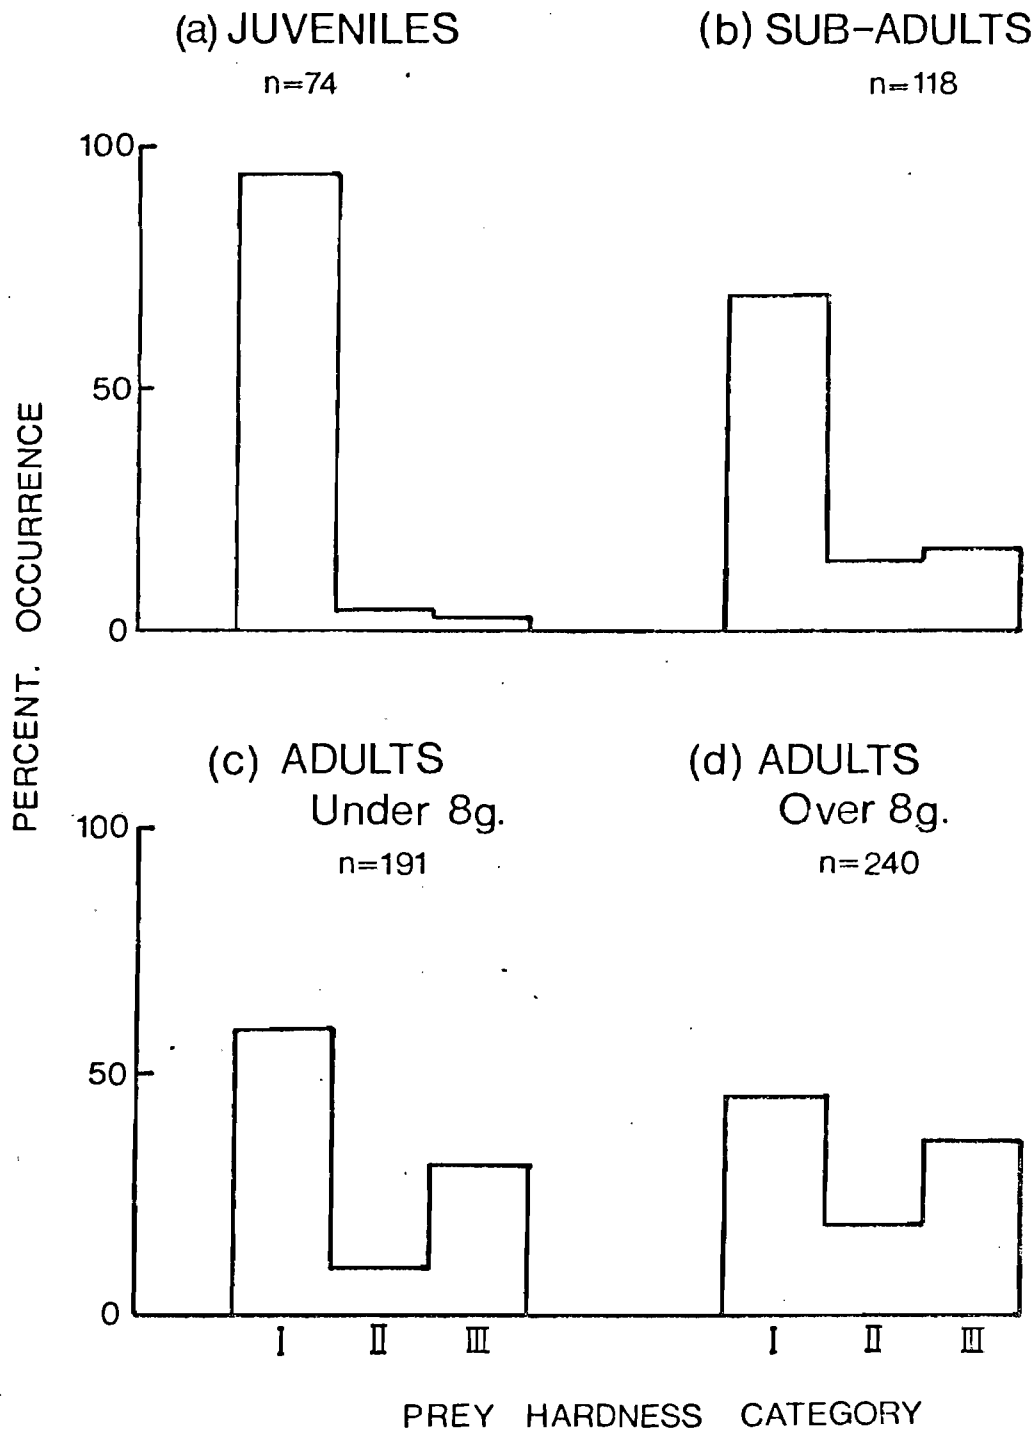 (a) JUVENILES
n=74
(b) SUB-ADULTS
n=118
100
50
0
PERCENT. OCCURRENCE
(c) ADULTS
Under 8g.
n=191
(d) ADULTS
Over 8g.
n=240
100
50
0
I II III
I II III
PREY HARDNESS CATEGORY